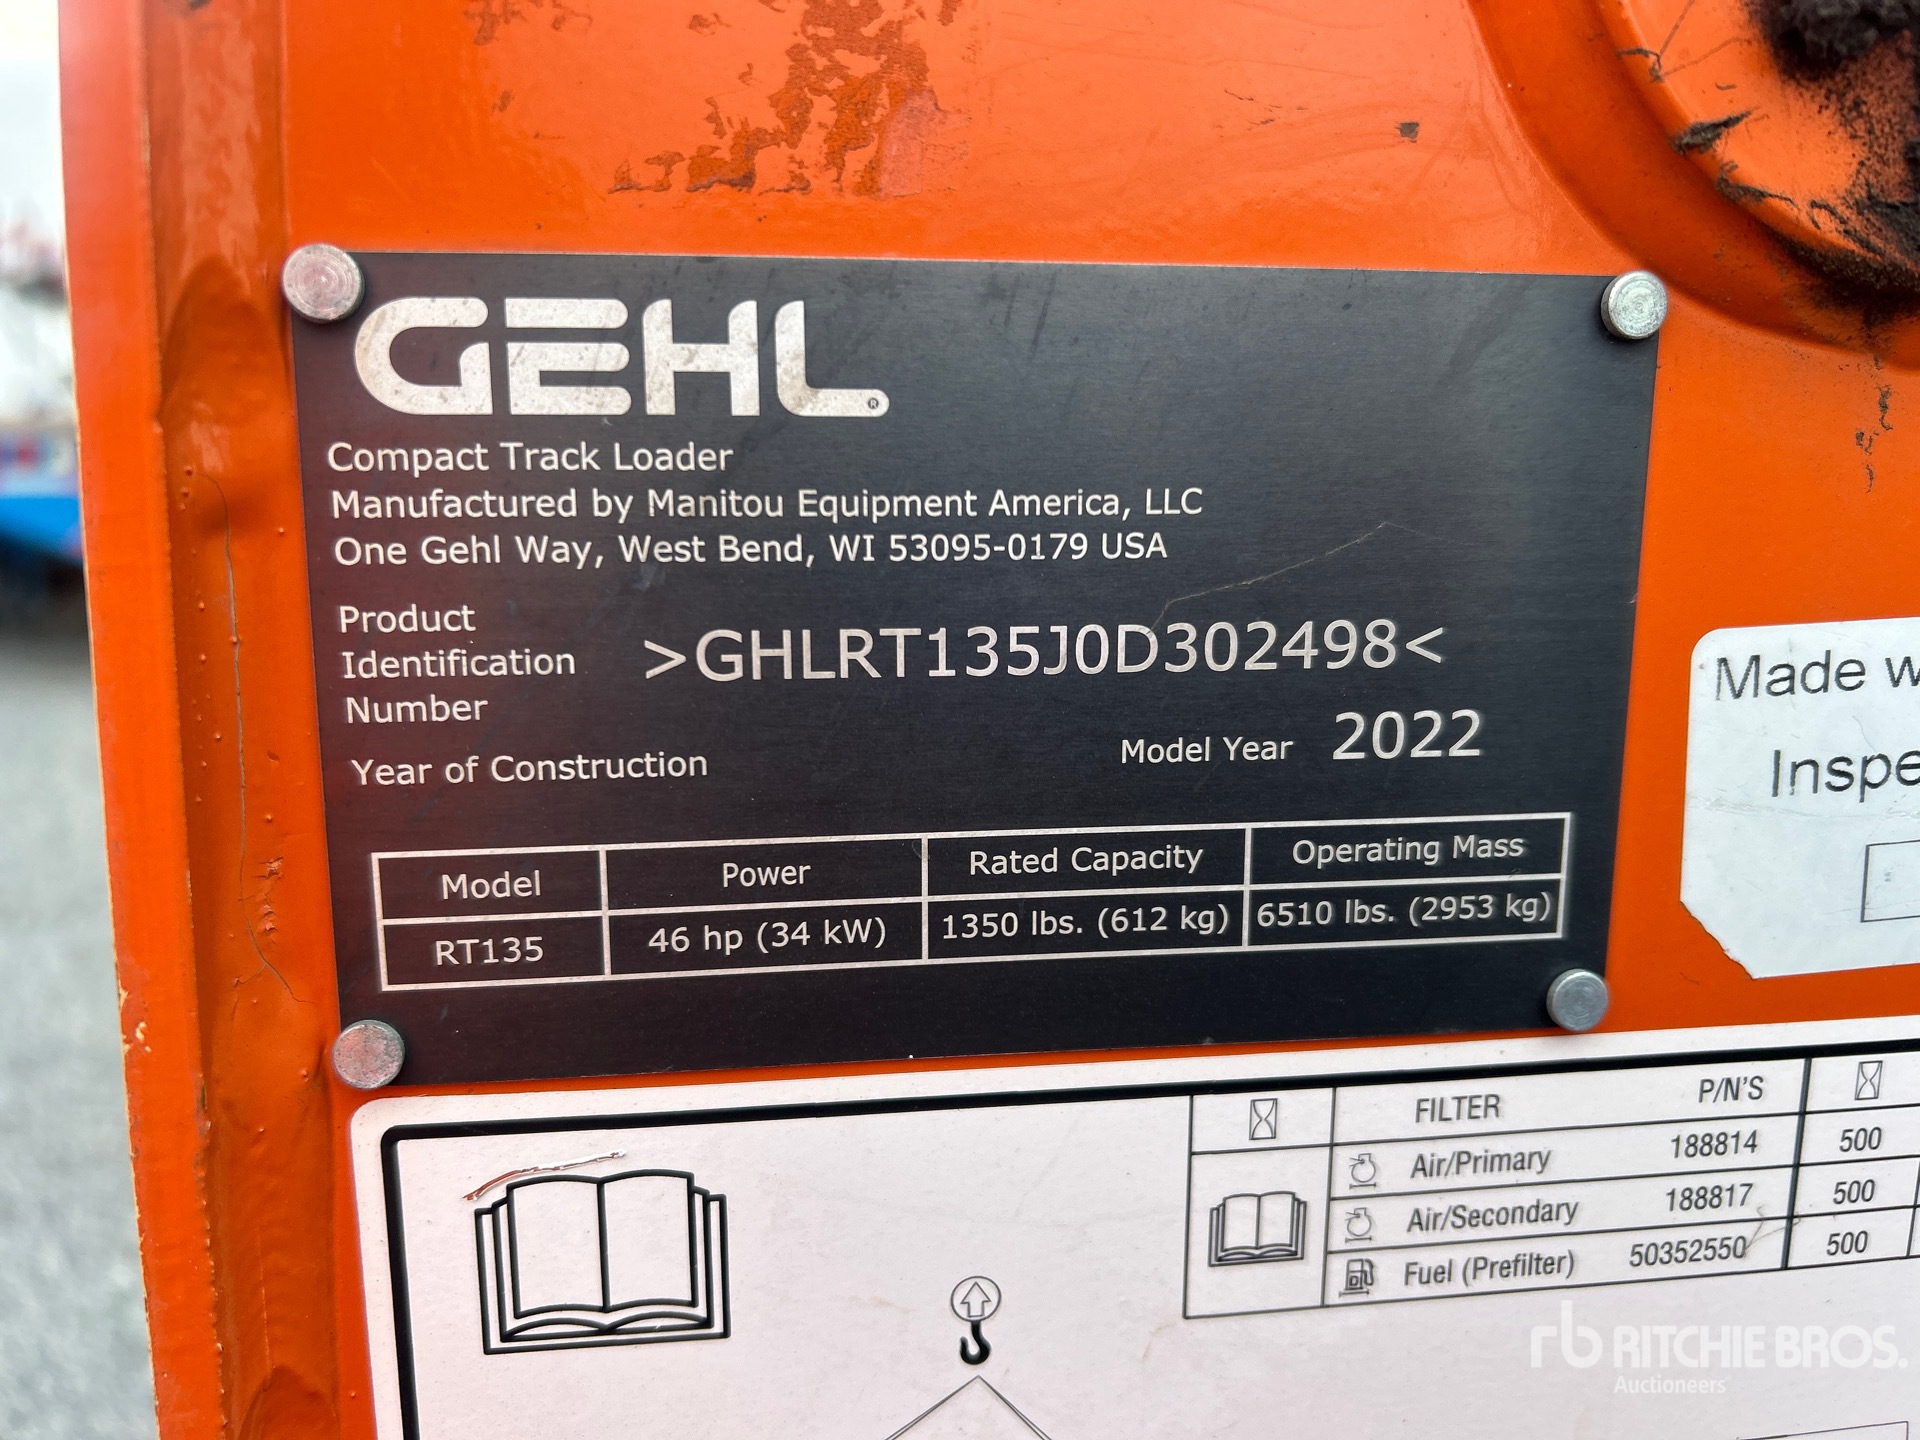 GEHL®
Compact Track Loader
Manufactured by Manitou Equipment America, LLC
One Gehl Way, West Bend, WI 53095-0179 USA
Product
Identification
Number
>GHLRT135J0D302498<
Year of Construction
Model Year 2022
Model Power Rated Capacity Operating Mass
RT135 46 hp (34 kW) 1350 lbs. (612 kg) 6510 lbs. (2953 kg)
Made
FILTER P/N'S
Air/Primary 188814 500
Air/Secondary 188817 500
Fuel (Prefilter) 50352550 500
rb RITCHIE BROS.
Auctioneers